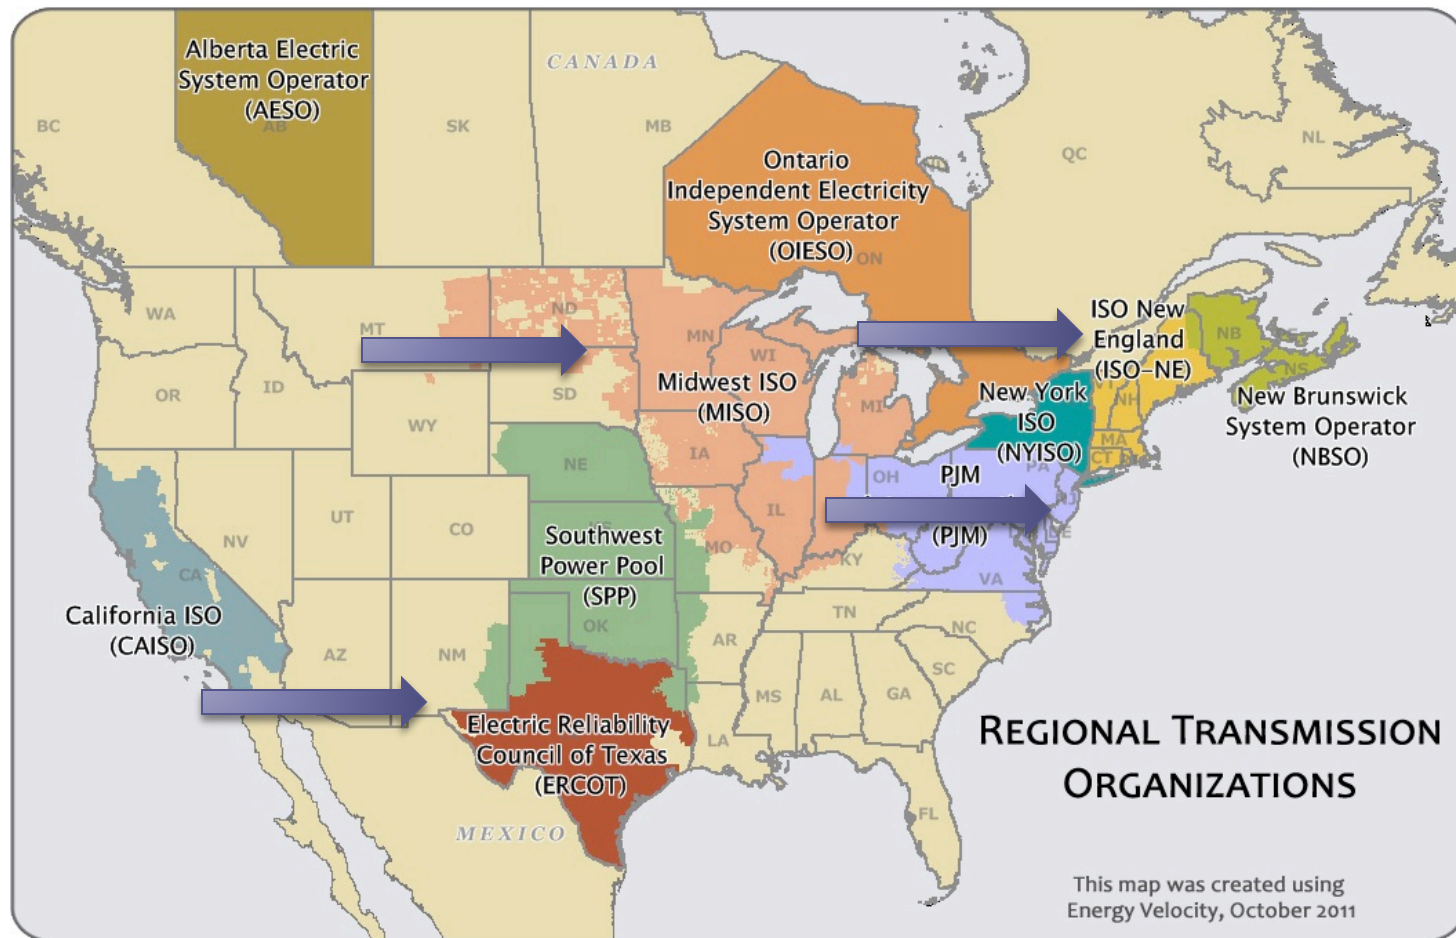 Alberta Electric
System Operator
(AESO)
AB
CANADA
BC
SK
MB
Ontario
Independent Electricity
System Operator
(OIESO)
ON
QC
NL
WA
MT
ND
MN
WI
ISO New
England
(ISO-NE)
NB
NS
OR
ID
SD
WY
Midwest ISO
(MISO)
MI
New York
ISO
(NYISO)
NH
MA
CT
New Brunswick
System Operator
(NBSO)
NE
IA
OH
PJM
(PJM)
PA
NJ
DE
NV
UT
CO
IL
MO
KY
VA
CA
Southwest
Power Pool
(SPP)
OK
TN
NC
California ISO
(CAISO)
AZ
NM
AR
SC
MS
AL
GA
Electric Reliability
Council of Texas
(ERCOT)
LA
REGIONAL TRANSMISSION
ORGANIZATIONS
MEXICO
FL
This map was created using
Energy Velocity, October 2011